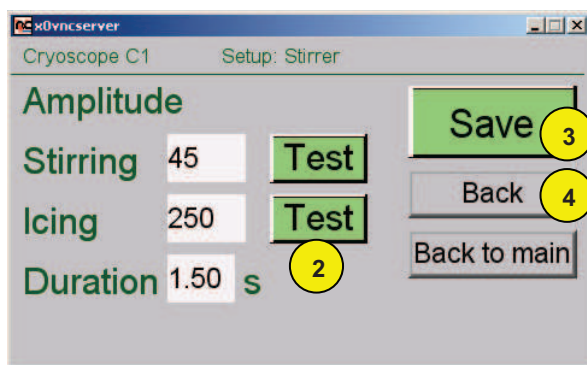 x0vncserver
Cryoscope C1 Setup: Stirrer
Amplitude
Stirring 45 Test
Icing 250 Test
Duration 1.50 s
2
Save
3
Back
4
Back to main